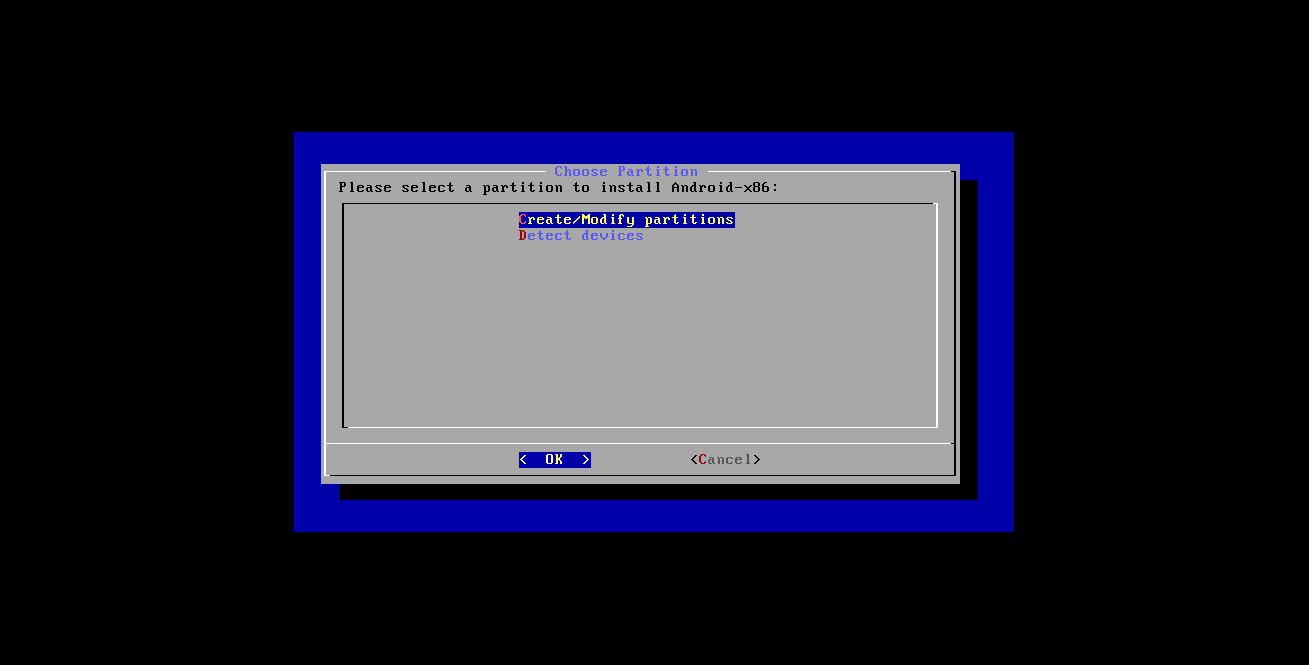 Choose Partition
Please select a partition to install Android-x86:
Create/Modify partitions
Detect devices
<  OK  > <Cancel>